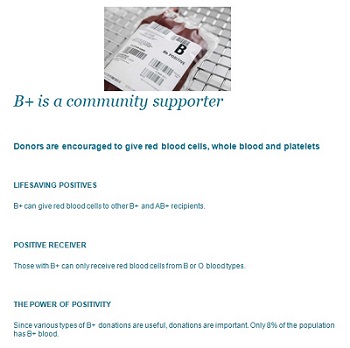 B
Rh POSITIVE
B+ is a community supporter
Donors are encouraged to give red blood cells, whole blood and platelets
LIFESAVING POSITIVES
B+ can give red blood cells to other B+ and AB+ recipients.
POSITIVE RECEIVER
Those with B+ can only receive red blood cells from B or O blood types.
THE POWER OF POSITIVITY
Since various types of B+ donations are useful, donations are important. Only 8% of the population
has B+ blood.